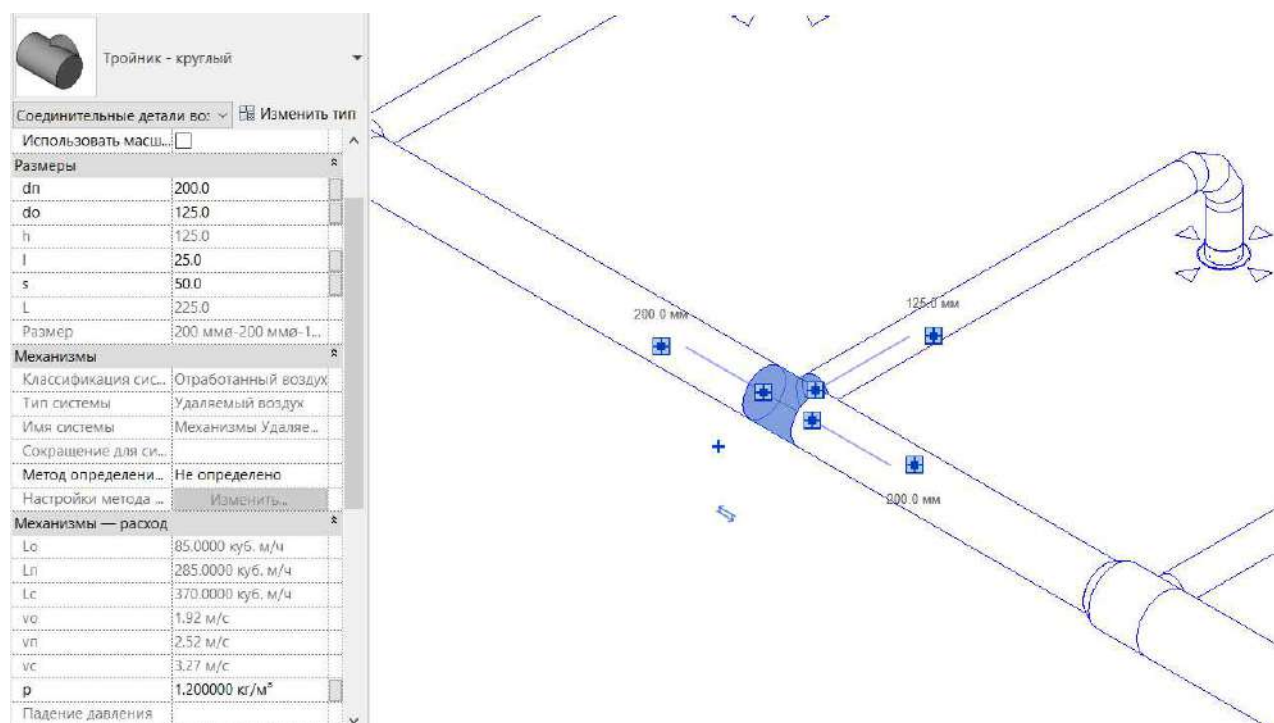 Тройник - круглый
Соединительные детали во:
Изменить тип
Использовать масш...
Размеры
dп 200.0
do 125.0
h 125.0
l 25.0
s 50.0
L 225.0
Размер 200 ммø-200 ммø-1...
Механизмы
Классификация сис... Отработанный воздух
Тип системы Удаляемый воздух
Имя системы Механизмы Удаляе...
Сокращение для си...
Метод определени... Не определено
Настройки метода ... Изменить...
Механизмы — расход
Lo 85.0000 куб. м/ч
Lп 285.0000 куб. м/ч
Lc 370.0000 куб. м/ч
vo 1.92 м/с
vп 2.52 м/с
vc 3.27 м/с
p 1.200000 кг/м³
Падение давления
200.0 мм
125.0 мм
200.0 мм